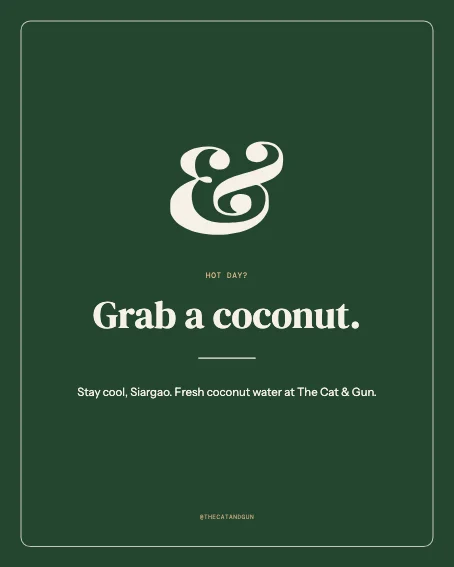 &
HOT DAY?
Grab a coconut.
Stay cool, Siargao. Fresh coconut water at The Cat & Gun.
@THECATANDGUN